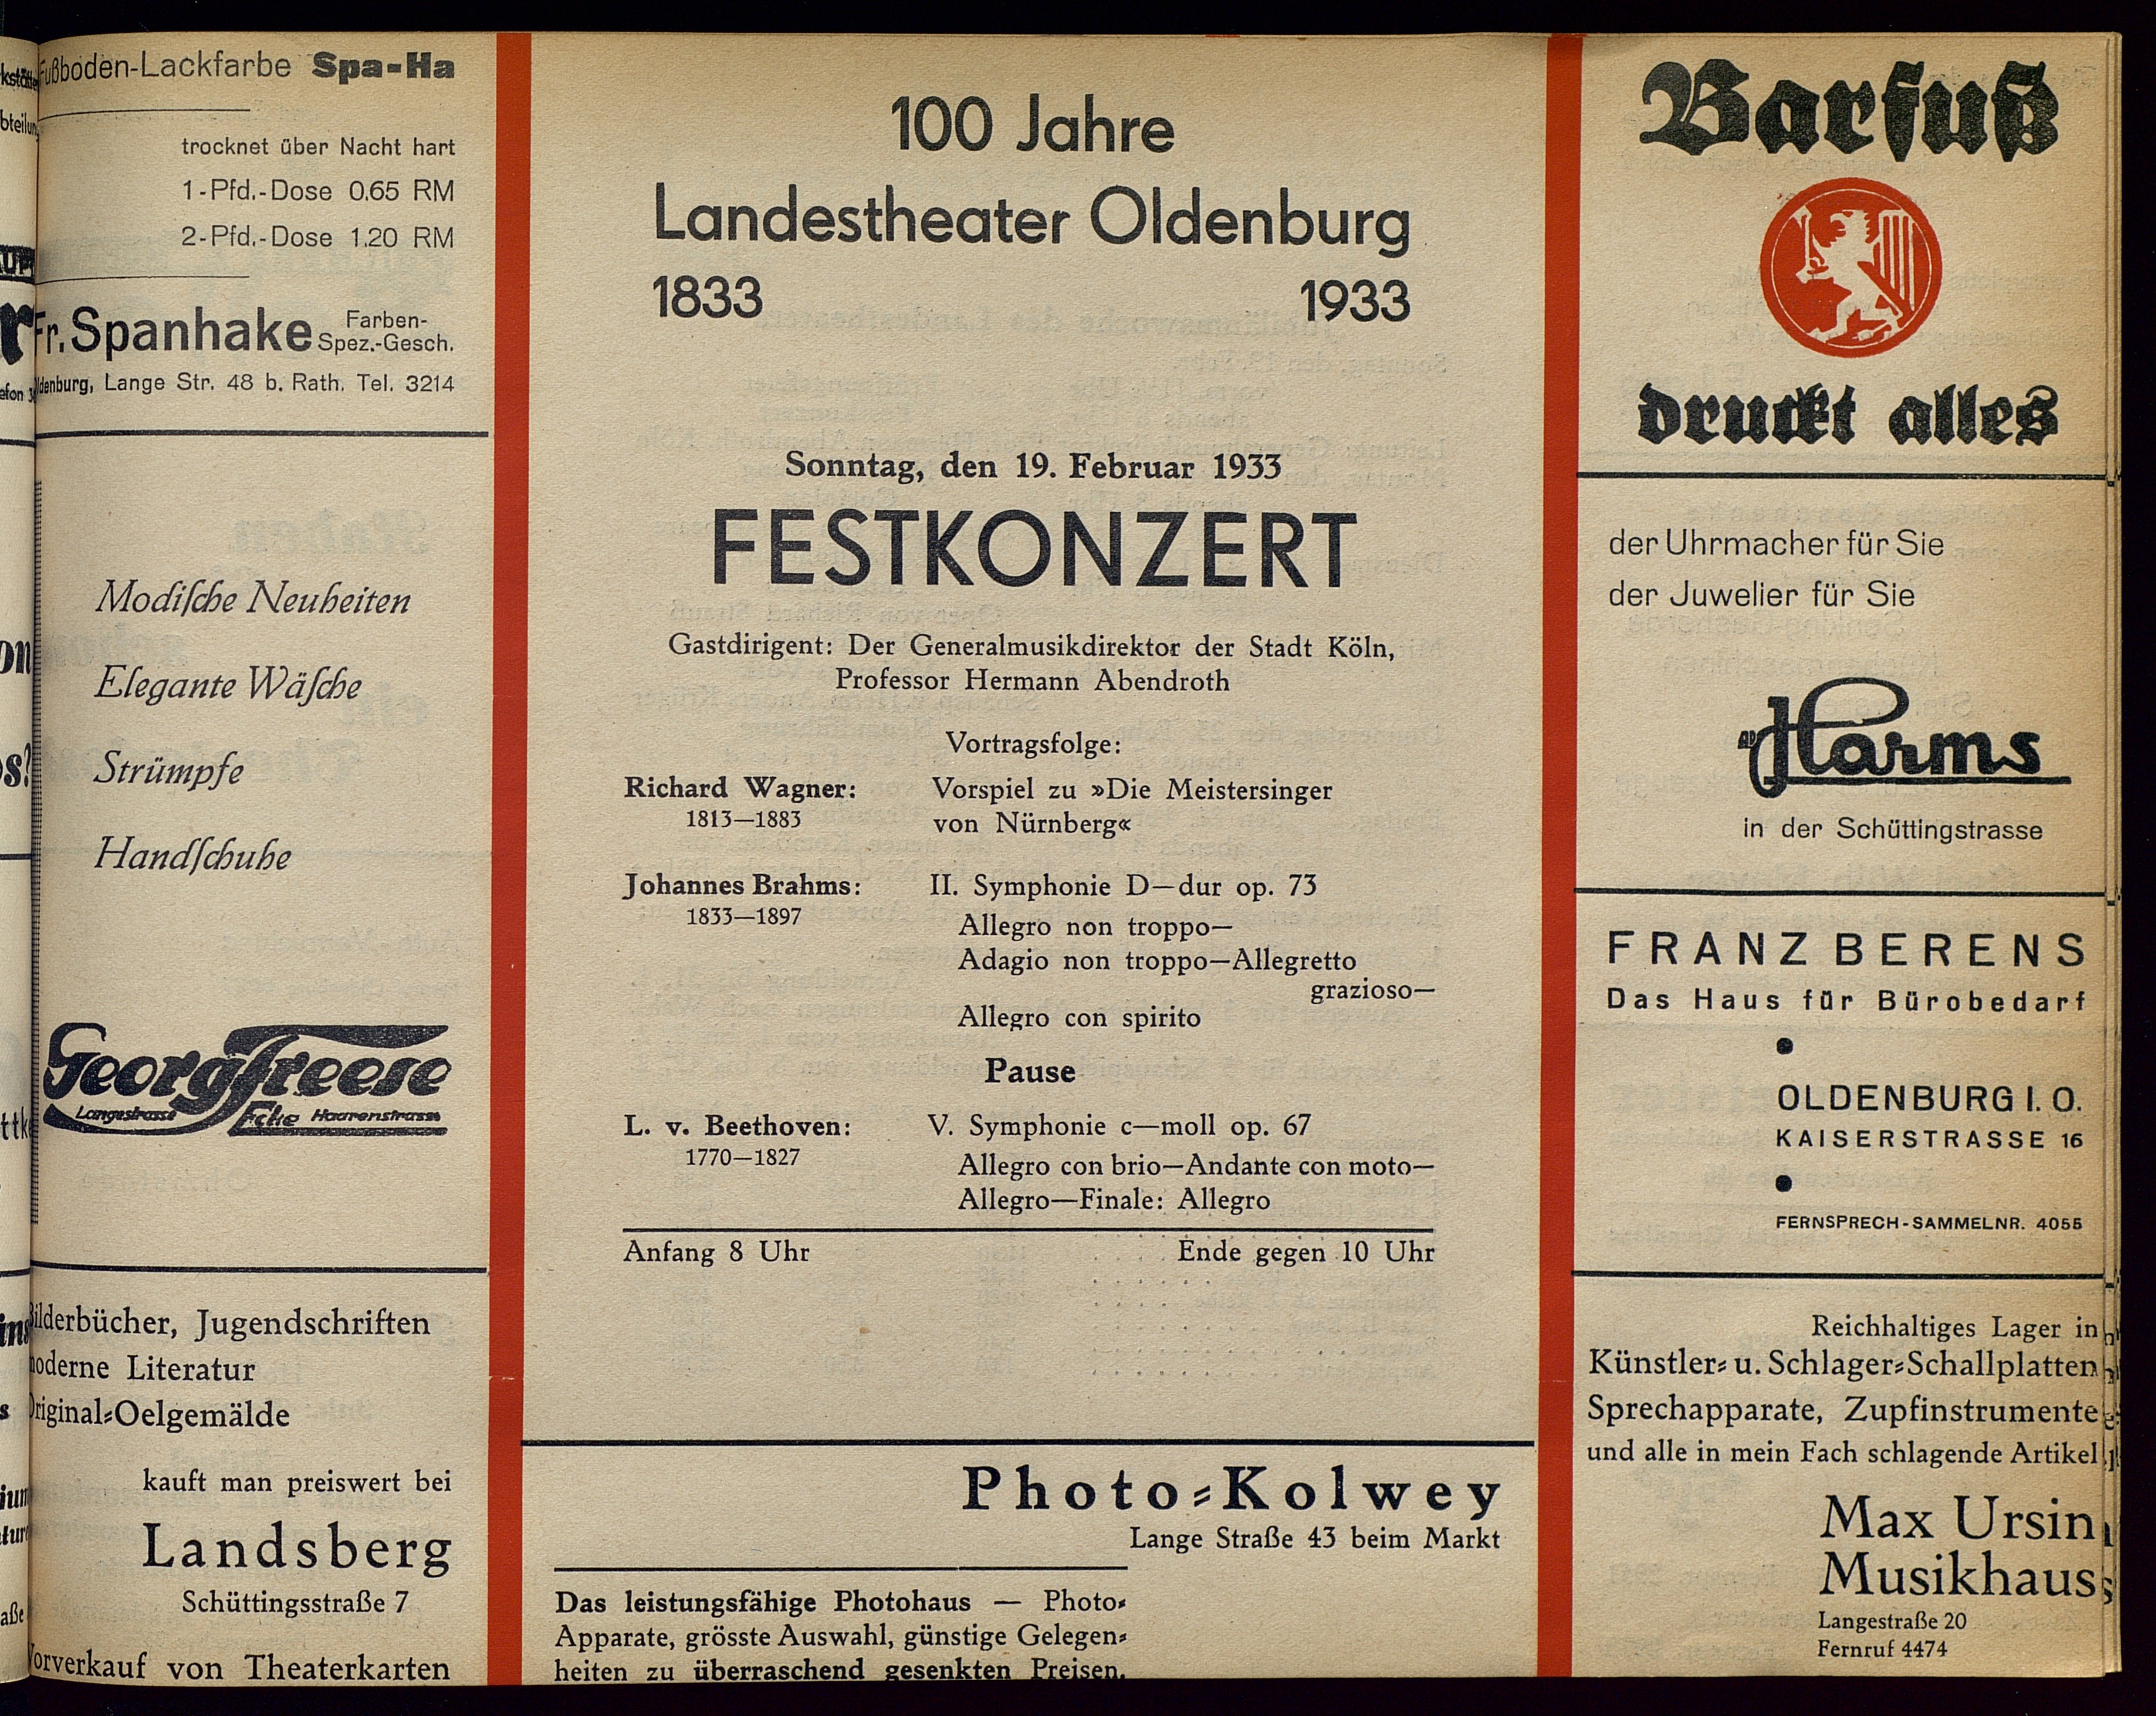 Fußboden-Lackfarbe Spa-Ha
trocknet über Nacht hart
1-Pfd.-Dose 0.65 RM
2-Pfd.-Dose 1.20 RM
Fr. Spanhake Farben-
Spez.-Gesch.
Lange Str. 48 b. Rath. Tel. 3214
Modische Neuheiten
Elegante Wäsche
Strümpfe
Handschuhe
Georg Freese
Langestrasse Ecke Haarenstrasse
Bilderbücher, Jugendschriften
moderne Literatur
Original-Oelgemälde
kauft man preiswert bei
Landsberg
Schüttingsstraße 7
Vorverkauf von Theaterkarten
100 Jahre
Landestheater Oldenburg
1833 1933
Sonntag, den 19. Februar 1933
FESTKONZERT
Gastdirigent: Der Generalmusikdirektor der Stadt Köln,
Professor Hermann Abendroth
Vortragsfolge:
Richard Wagner: Vorspiel zu »Die Meistersinger
1813—1883 von Nürnberg«
Johannes Brahms: II. Symphonie D—dur op. 73
1833—1897 Allegro non troppo—
Adagio non troppo—Allegretto
grazioso—
Allegro con spirito
Pause
L. v. Beethoven: V. Symphonie c—moll op. 67
1770—1827 Allegro con brio—Andante con moto—
Allegro—Finale: Allegro
Anfang 8 Uhr Ende gegen 10 Uhr
Photo-Kolwey
Lange Straße 43 beim Markt
Das leistungsfähige Photohaus — Photo-
Apparate, grösste Auswahl, günstige Gelegen-
heiten zu überraschend gesenkten Preisen.
Barfuß
druckt alles
der Uhrmacher für Sie
der Juwelier für Sie
AD Harms
in der Schüttingstrasse
FRANZ BERENS
Das Haus für Bürobedarf
OLDENBURG I. O.
KAISERSTRASSE 16
FERNSPRECH-SAMMELNR. 4055
Reichhaltiges Lager in
Künstler- u. Schlager-Schallplatten
Sprechapparate, Zupfinstrumente
und alle in mein Fach schlagende Artikel
Max Ursin
Musikhaus
Langestraße 20
Fernruf 4474